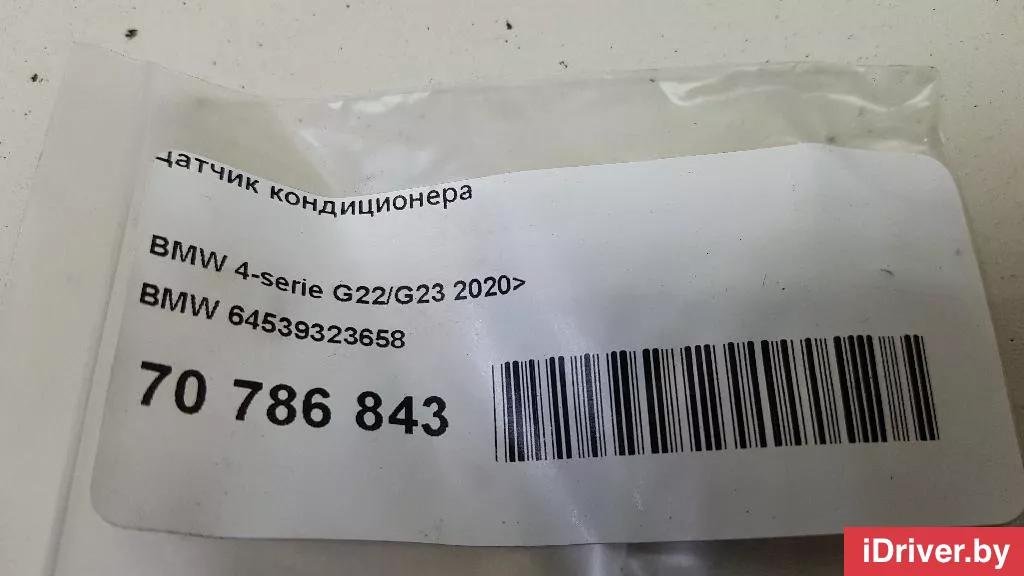 Датчик кондиционера
BMW 4-serie G22/G23 2020>
BMW 64539323658
70 786 843
iDriver.by